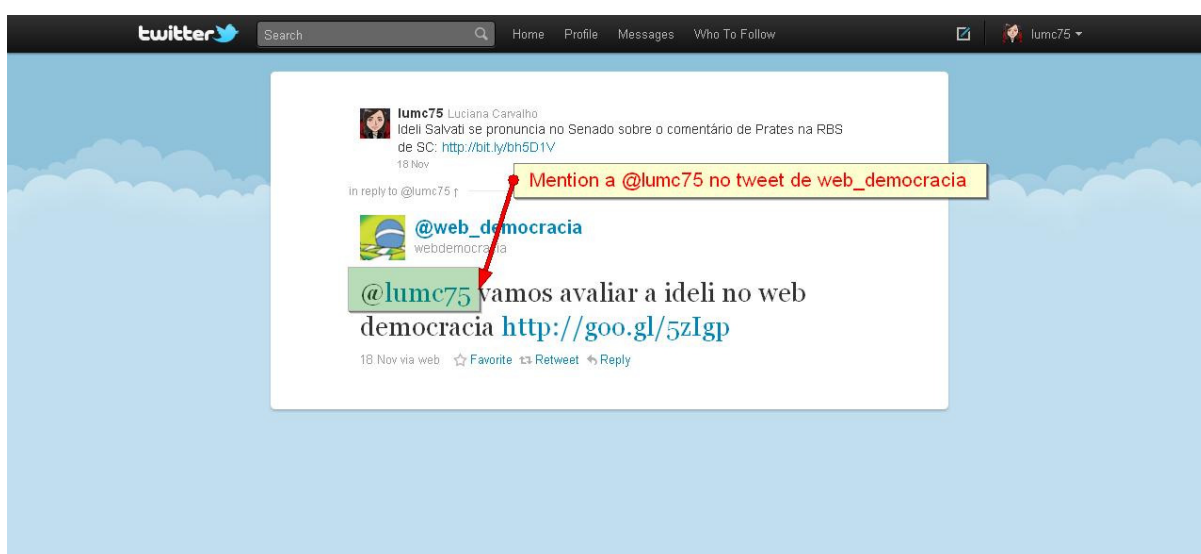 twitter Search Home Profile Messages Who To Follow lumc75
lumc75 Luciana Carvalho
Ideli Salvati se pronuncia no Senado sobre o comentário de Prates na RBS
de SC: http://bit.ly/bh5D1V
18 Nov
Mention a @lumc75 no tweet de web_democracia
in reply to @lumc75 ↑
@web_democracia
webdemocracia
@lumc75 vamos avaliar a ideli no web
democracia http://goo.gl/5zIgp
18 Nov via web Favorite Retweet Reply